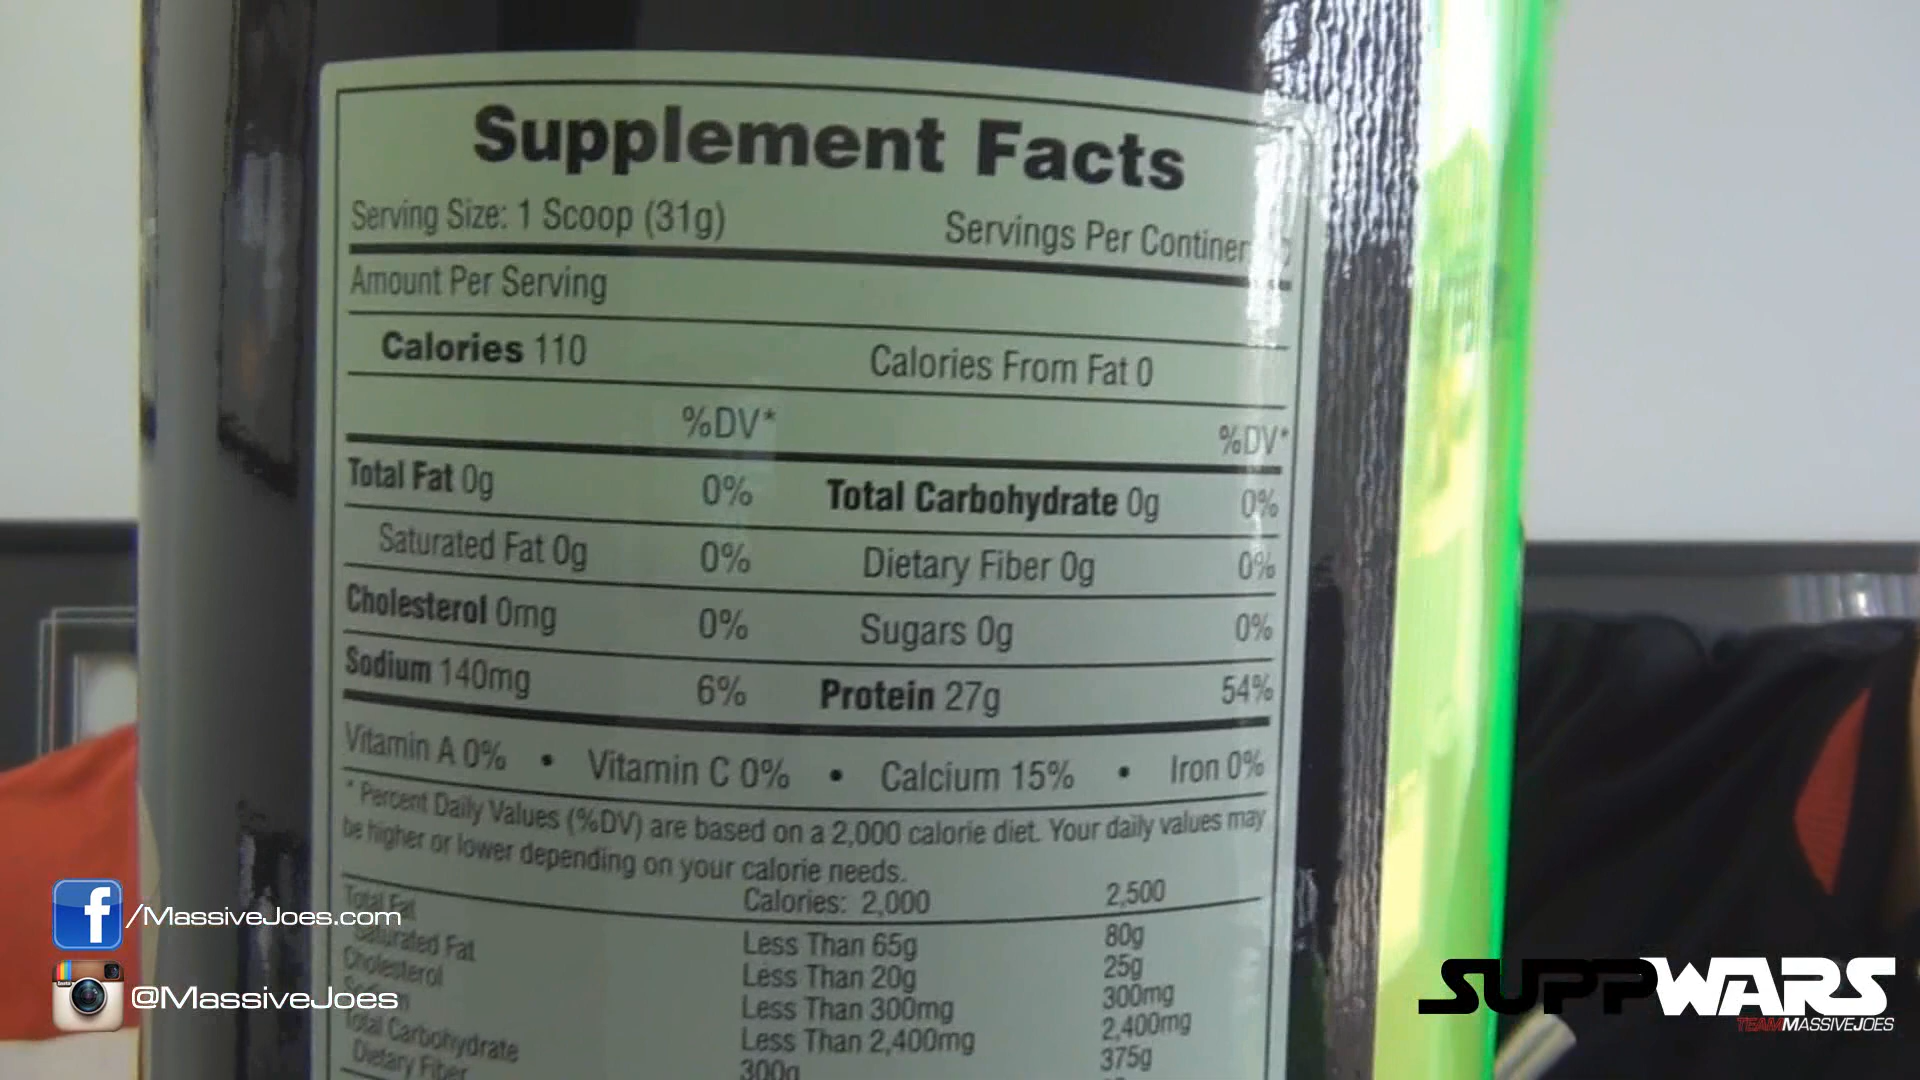 Supplement Facts
Serving Size: 1 Scoop (31g) Servings Per Continer
Amount Per Serving
Calories 110 Calories From Fat 0
%DV* %DV*
Total Fat 0g 0% Total Carbohydrate 0g 0%
Saturated Fat 0g 0% Dietary Fiber 0g 0%
Cholesterol 0mg 0% Sugars 0g 0%
Sodium 140mg 6% Protein 27g 54%
Vitamin A 0% • Vitamin C 0% • Calcium 15% • Iron 0%
* Percent Daily Values (%DV) are based on a 2,000 calorie diet. Your daily values may
be higher or lower depending on your calorie needs.
Calories: 2,000 2,500
Total Fat Less Than 65g 80g
Saturated Fat Less Than 20g 25g
Cholesterol Less Than 300mg 300mg
Less Than 2,400mg 2,400mg
Total Carbohydrate 300g 375g
Dietary Fiber
/MassiveJoes.com
@MassiveJoes
SUPPWARS
TEAMMASSIVEJOES